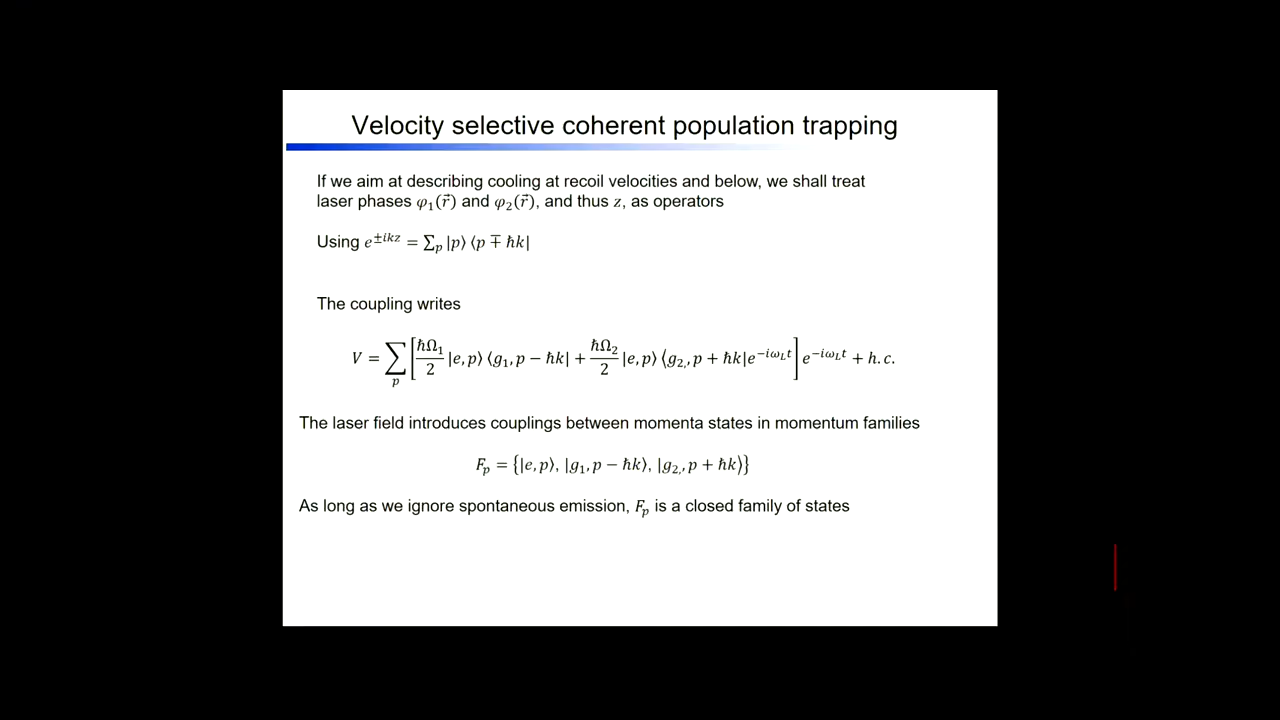 Velocity selective coherent population trapping
If we aim at describing cooling at recoil velocities and below, we shall treat
laser phases φ₁(r⃗) and φ₂(r⃗), and thus z, as operators
Using e^{±ikz} = ∑_p |p⟩ ⟨p ∓ ħk|
The coupling writes
V = ∑_p [ħΩ₁/2 |e, p⟩ ⟨g₁, p − ħk| + ħΩ₂/2 |e, p⟩ ⟨g₂,, p + ħk|e^{−iω_L t}] e^{−iω_L t} + h. c.
The laser field introduces couplings between momenta states in momentum families
F_p = {|e, p⟩, |g₁, p − ħk⟩, |g₂,, p + ħk⟩}
As long as we ignore spontaneous emission, F_p is a closed family of states